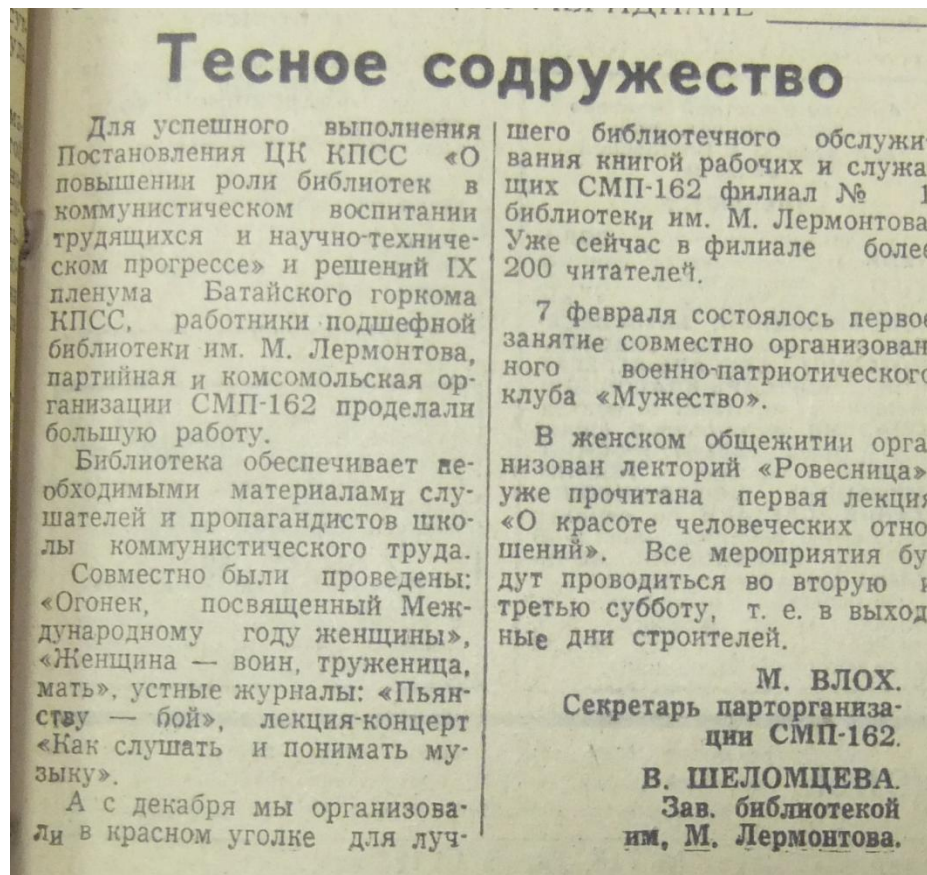 Тесное содружество
Для успешного выполнения
Постановления ЦК КПСС «О
повышении роли библиотек в
коммунистическом воспитании
трудящихся и научно-техниче-
ском прогрессе» и решений IX
пленума Батайского горкома
КПСС, работники подшефной
библиотеки им. М. Лермонтова,
партийная и комсомольская ор-
ганизации СМП-162 проделали
большую работу.
Библиотека обеспечивает не-
обходимыми материалами слу-
шателей и пропагандистов шко-
лы коммунистического труда.
Совместно были проведены:
«Огонек, посвященный Меж-
дународному году женщины»,
«Женщина — воин, труженица,
мать», устные журналы: «Пьян-
ству — бой», лекция-концерт
«Как слушать и понимать му-
зыку».
А с декабря мы организова-
ли в красном уголке для луч-
шего библиотечного обслужи-
вания книгой рабочих и служа-
щих СМП-162 филиал № 1
библиотеки им. М. Лермонтова.
Уже сейчас в филиале более
200 читателей.
7 февраля состоялось первое
занятие совместно организован-
ного военно-патриотического
клуба «Мужество».
В женском общежитии орга-
низован лекторий «Ровесница»,
уже прочитана первая лекция
«О красоте человеческих отно-
шений». Все мероприятия бу-
дут проводиться во вторую и
третью субботу, т. е. в выход-
ные дни строителей.
М. ВЛОХ.
Секретарь парторганиза-
ции СМП-162.
В. ШЕЛОМЦЕВА.
Зав. библиотекой
им. М. Лермонтова.